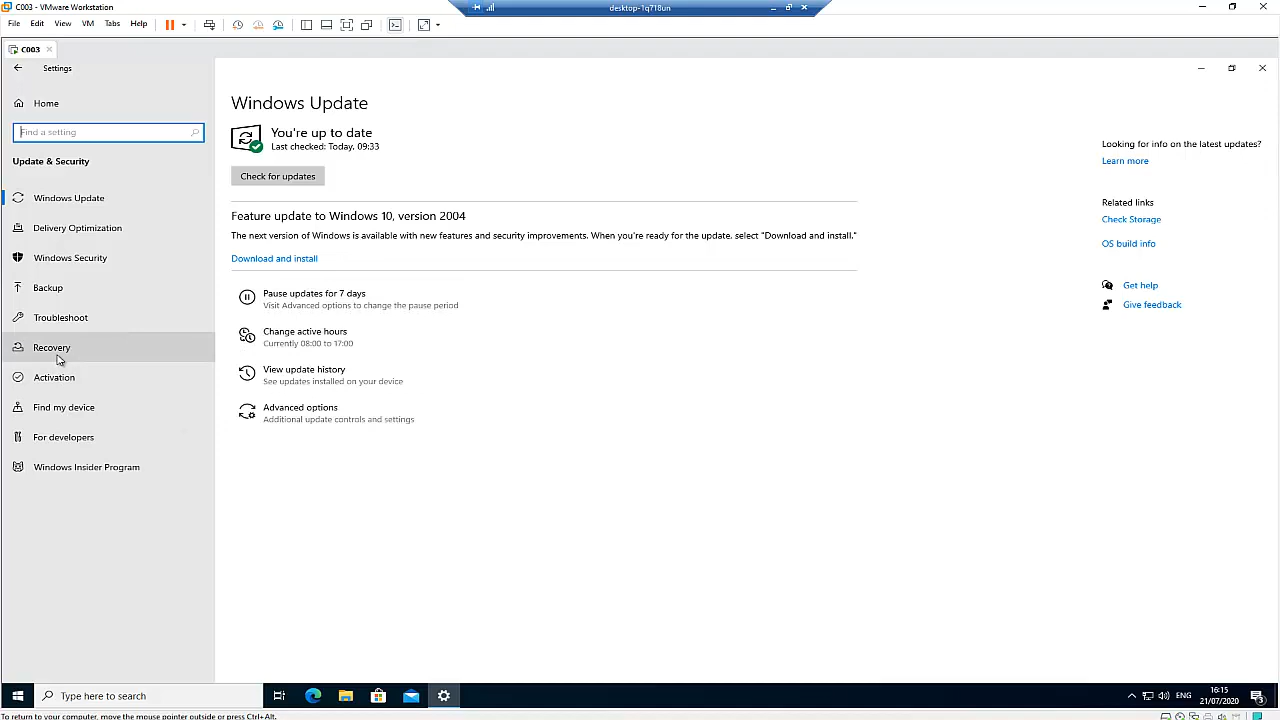 C003 - VMware Workstation
desktop-1q718un
File Edit View VM Tabs Help
C003
Settings
Home
Find a setting
Update & Security
Windows Update
Delivery Optimization
Windows Security
Backup
Troubleshoot
Recovery
Activation
Find my device
For developers
Windows Insider Program
Windows Update
You're up to date
Last checked: Today, 09:33
Check for updates
Feature update to Windows 10, version 2004
The next version of Windows is available with new features and security improvements. When you're ready for the update, select "Download and install."
Download and install
Pause updates for 7 days
Visit Advanced options to change the pause period
Change active hours
Currently 08:00 to 17:00
View update history
See updates installed on your device
Advanced options
Additional update controls and settings
Looking for info on the latest updates?
Learn more
Related links
Check Storage
OS build info
Get help
Give feedback
Type here to search
ENG
16:15
21/07/2020
3
To return to your computer, move the mouse pointer outside or press Ctrl+Alt.